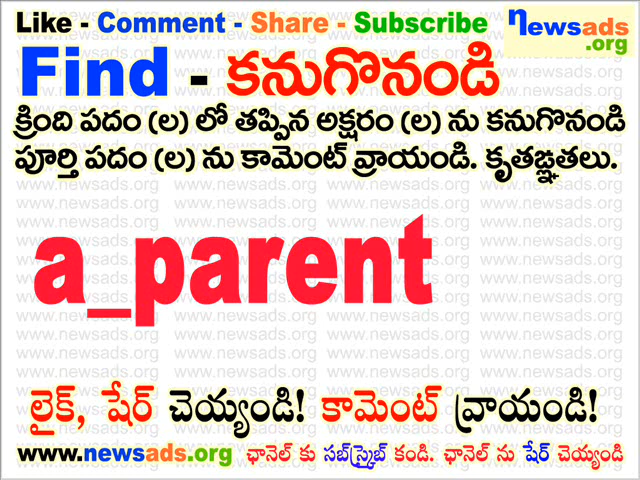 Like - Comment - Share - Subscribe
newsads
.org
Find - కనుగొనండి
క్రింది పదం (ల) లో తప్పిన అక్షరం (ల) ను కనుగొనండి
పూర్తి పదం (ల) ను కామెంట్ వ్రాయండి. కృతఙ్ఞతలు.
a_parent
లైక్, షేర్ చెయ్యండి! కామెంట్ వ్రాయండి!
www.newsads.org ఛానెల్ కు సబ్‌స్క్రైబ్ కండి. ఛానెల్ ను షేర్ చెయ్యండి